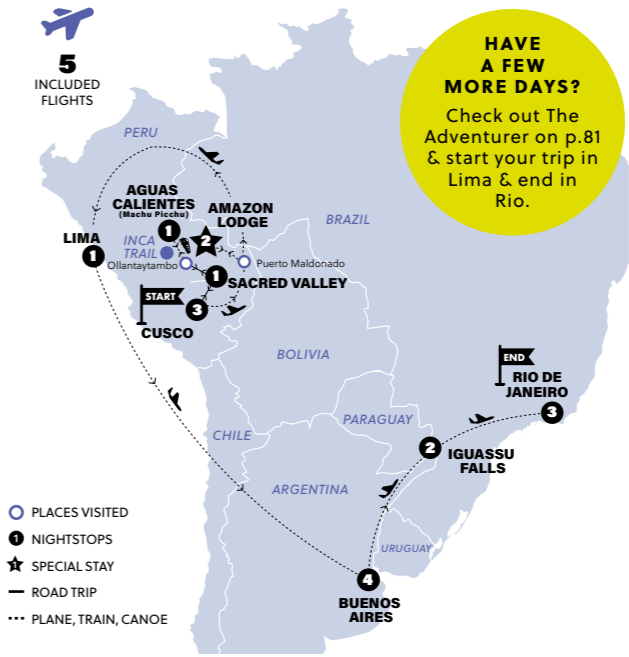 5
INCLUDED
FLIGHTS
HAVE
A FEW
MORE DAYS?
Check out The
Adventurer on p.81
& start your trip in
Lima & end in
Rio.
PERU
AGUAS
CALIENTES
(Machu Picchu)
1
AMAZON
LODGE
2
BRAZIL
LIMA
1
INCA
TRAIL
Ollantaytambo
Puerto Maldonado
1
SACRED VALLEY
START
3
CUSCO
BOLIVIA
END
RIO DE
JANEIRO
3
PARAGUAY
CHILE
2
IGUASSU
FALLS
ARGENTINA
URUGUAY
4
BUENOS
AIRES
PLACES VISITED
1 NIGHTSTOPS
1 SPECIAL STAY
ROAD TRIP
PLANE, TRAIN, CANOE